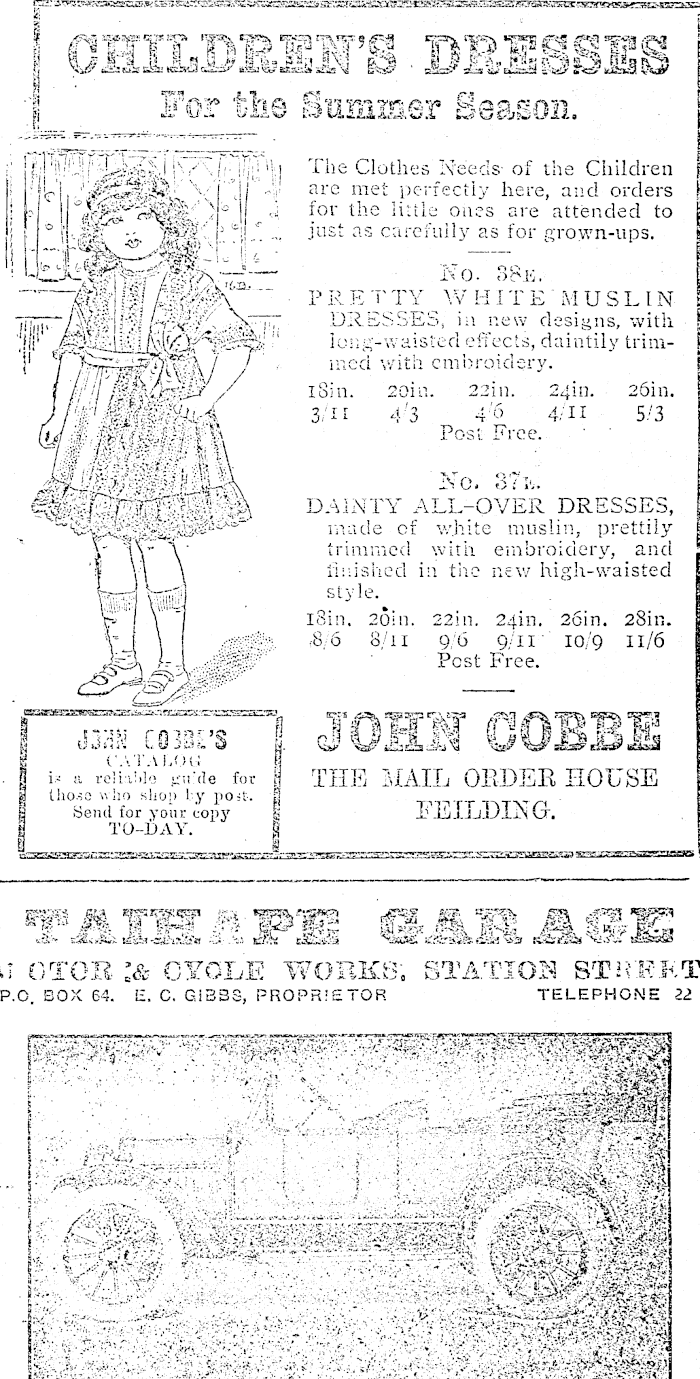 CHILDREN'S DRESSES
For the Summer Season.
The Clothes Needs of the Children
are met perfectly here, and orders
for the little ones are attended to
just as carefully as for grown-ups.
No. 38E.
PRETTY WHITE MUSLIN
DRESSES, in new designs, with
long-waisted effects, daintily trim-
med with embroidery.
18in. 20in. 22in. 24in. 26in.
3/11 4/3 4/6 4/11 5/3
Post Free.
No. 37E.
DAINTY ALL-OVER DRESSES,
made of white muslin, prettily
trimmed with embroidery, and
finished in the new high-waisted
style.
18in. 20in. 22in. 24in. 26in. 28in.
8/6 8/11 9/6 9/11 10/9 11/6
Post Free.
JOHN COBBE'S
CATALOG
is a reliable guide for
those who shop by post.
Send for your copy
TO-DAY.
JOHN COBBE
THE MAIL ORDER HOUSE
FEILDING.
TAIHAPE GARAGE
MOTOR & CYCLE WORKS, STATION STREET
P.O. BOX 64. E. C. GIBBS, PROPRIETOR TELEPHONE 22